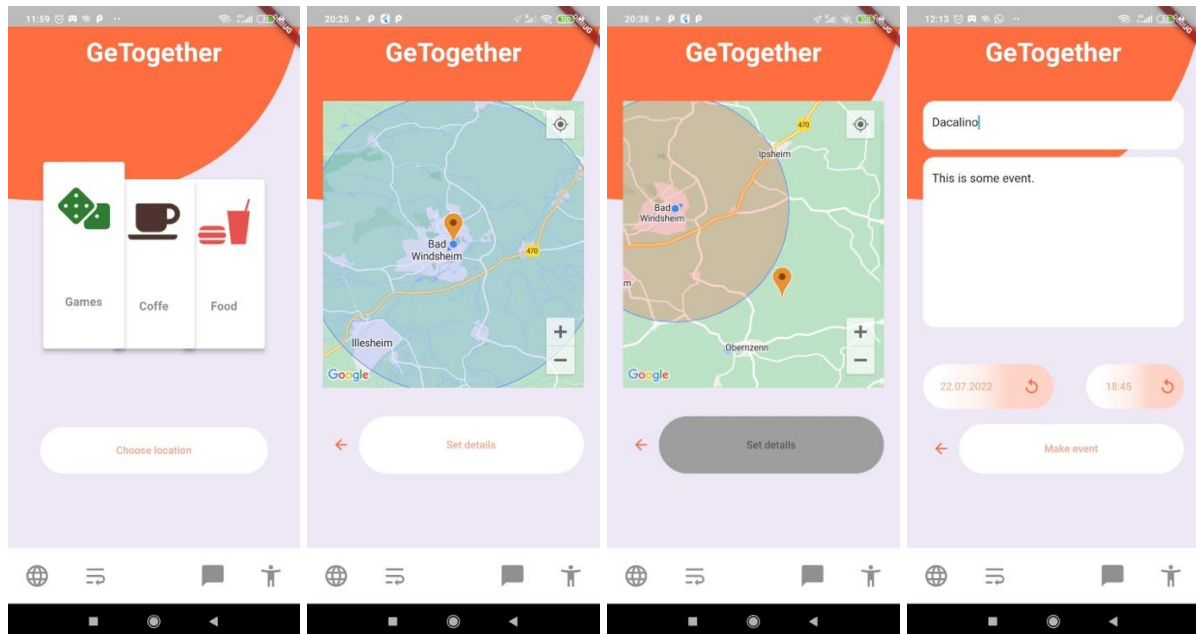 11:59
GeTogether
Games
Coffe
Food
Choose location
20:25
GeTogether
470
Bad
Windsheim
Illesheim
Google
Set details
20:38
GeTogether
470
Ipsheim
Bad
Windsheim
m
Obernzenn
Google
Set details
12:13
GeTogether
Dacalino
This is some event.
22.07.2022
18:45
Make event